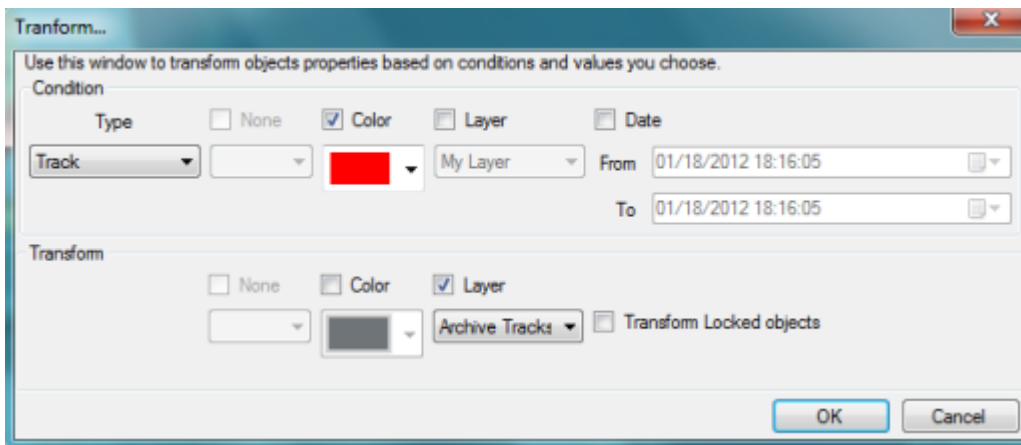 Tranform...
Use this window to transform objects properties based on conditions and values you choose.
Condition
Type None Color Layer Date
Track My Layer From 01/18/2012 18:16:05
To 01/18/2012 18:16:05
Transform
None Color Layer
Archive Tracks Transform Locked objects
OK Cancel